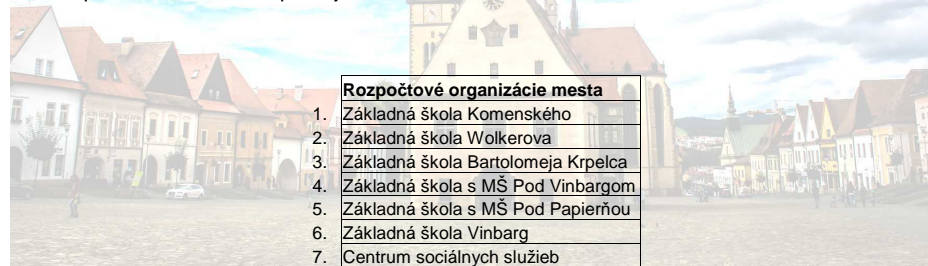 Rozpočtové organizácie mesta
1. Základná škola Komenského
2. Základná škola Wolkerova
3. Základná škola Bartolomeja Krpelca
4. Základná škola s MŠ Pod Vinbargom
5. Základná škola s MŠ Pod Papierňou
6. Základná škola Vinbarg
7. Centrum sociálnych služieb